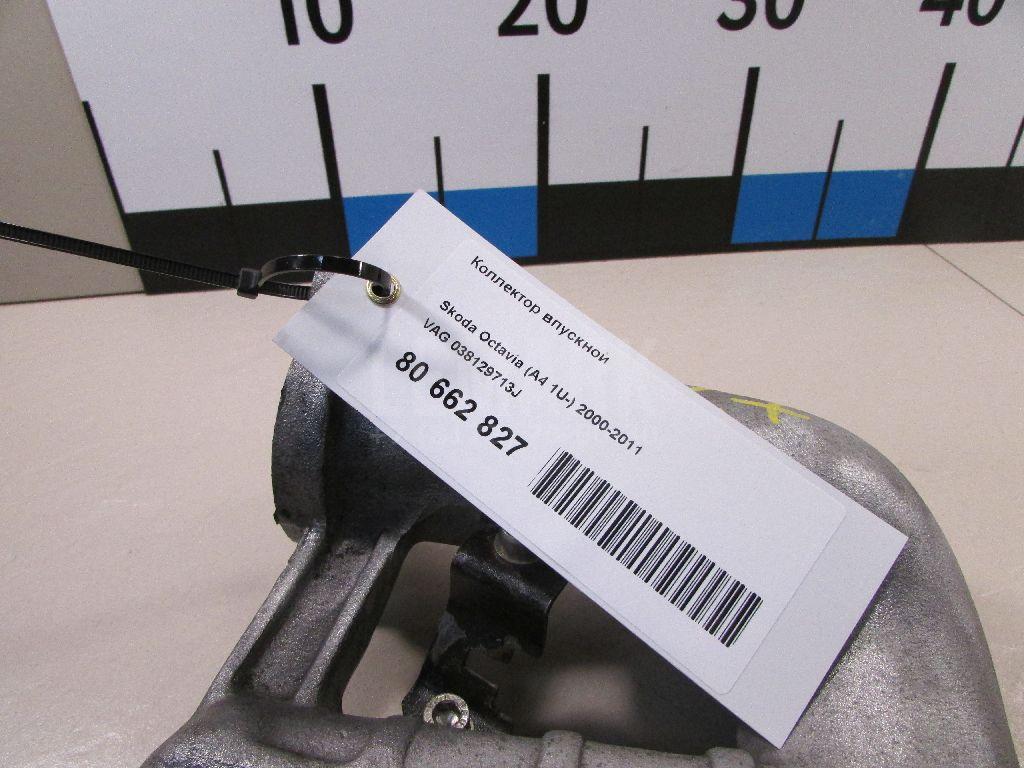 10 20 30 40
Коллектор впускной
Skoda Octavia (A4 1U-) 2000-2011
VAG 038129713J
80 662 827